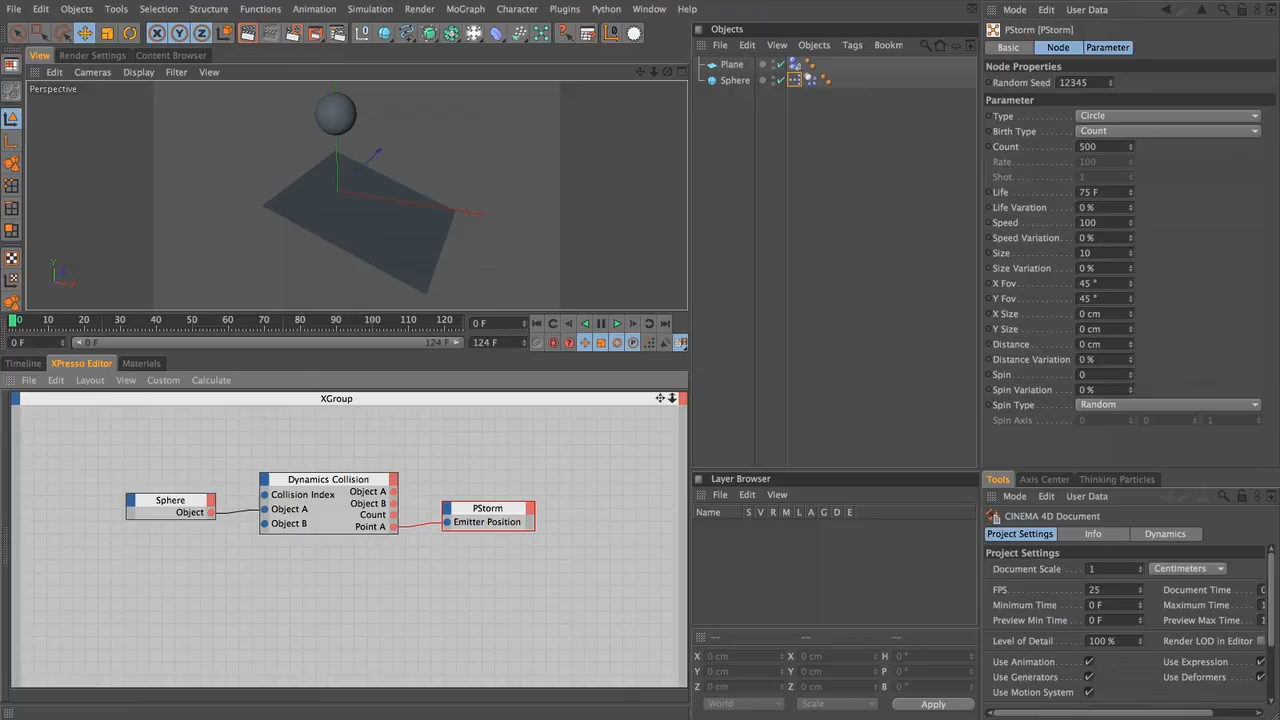 File Edit Objects Tools Selection Structure Functions Animation Simulation Render MoGraph Character Plugins Python Window Help
View Render Settings Content Browser
Edit Cameras Display Filter View
Perspective
Y
Z
X
0 10 20 30 40 50 60 70 80 90 100 110 120
0 F
0 F 0 F 124 F 124 F
Timeline XPresso Editor Materials
File Edit Layout View Custom Calculate
XGroup
Sphere
Object
Dynamics Collision
Collision Index
Object A
Object B
Object A
Object B
Count
Point A
PStorm
Emitter Position
Objects
File Edit View Objects Tags Bookm
Plane
Sphere
Layer Browser
File Edit View
Name S V R M L A G D E
-- -- --
X 0 cm X 0 cm H 0 °
Y 0 cm Y 0 cm P 0 °
Z 0 cm Z 0 cm B 0 °
World Scale Apply
Mode Edit User Data
PStorm [PStorm]
Basic Node Parameter
Node Properties
Random Seed 12345
Parameter
Type Circle
Birth Type Count
Count 500
Rate 100
Shot 1
Life 75 F
Life Varation 0 %
Speed 100
Speed Variation 0 %
Size 10
Size Variation 0 %
X Fov 45 °
Y Fov 45 °
X Size 0 cm
Y Size 0 cm
Distance 0 cm
Distance Variation 0 %
Spin 0
Spin Variation 0 %
Spin Type Random
Spin Axis 0 0 1
Tools Axis Center Thinking Particles
Mode Edit User Data
CINEMA 4D Document
Project Settings Info Dynamics
Project Settings
Document Scale 1 Centimeters
FPS 25 Document Time
Minimum Time 0 F Maximum Time
Preview Min Time 0 F Preview Max Time
Level of Detail 100 % Render LOD in Editor
Use Animation Use Expression
Use Generators Use Deformers
Use Motion System